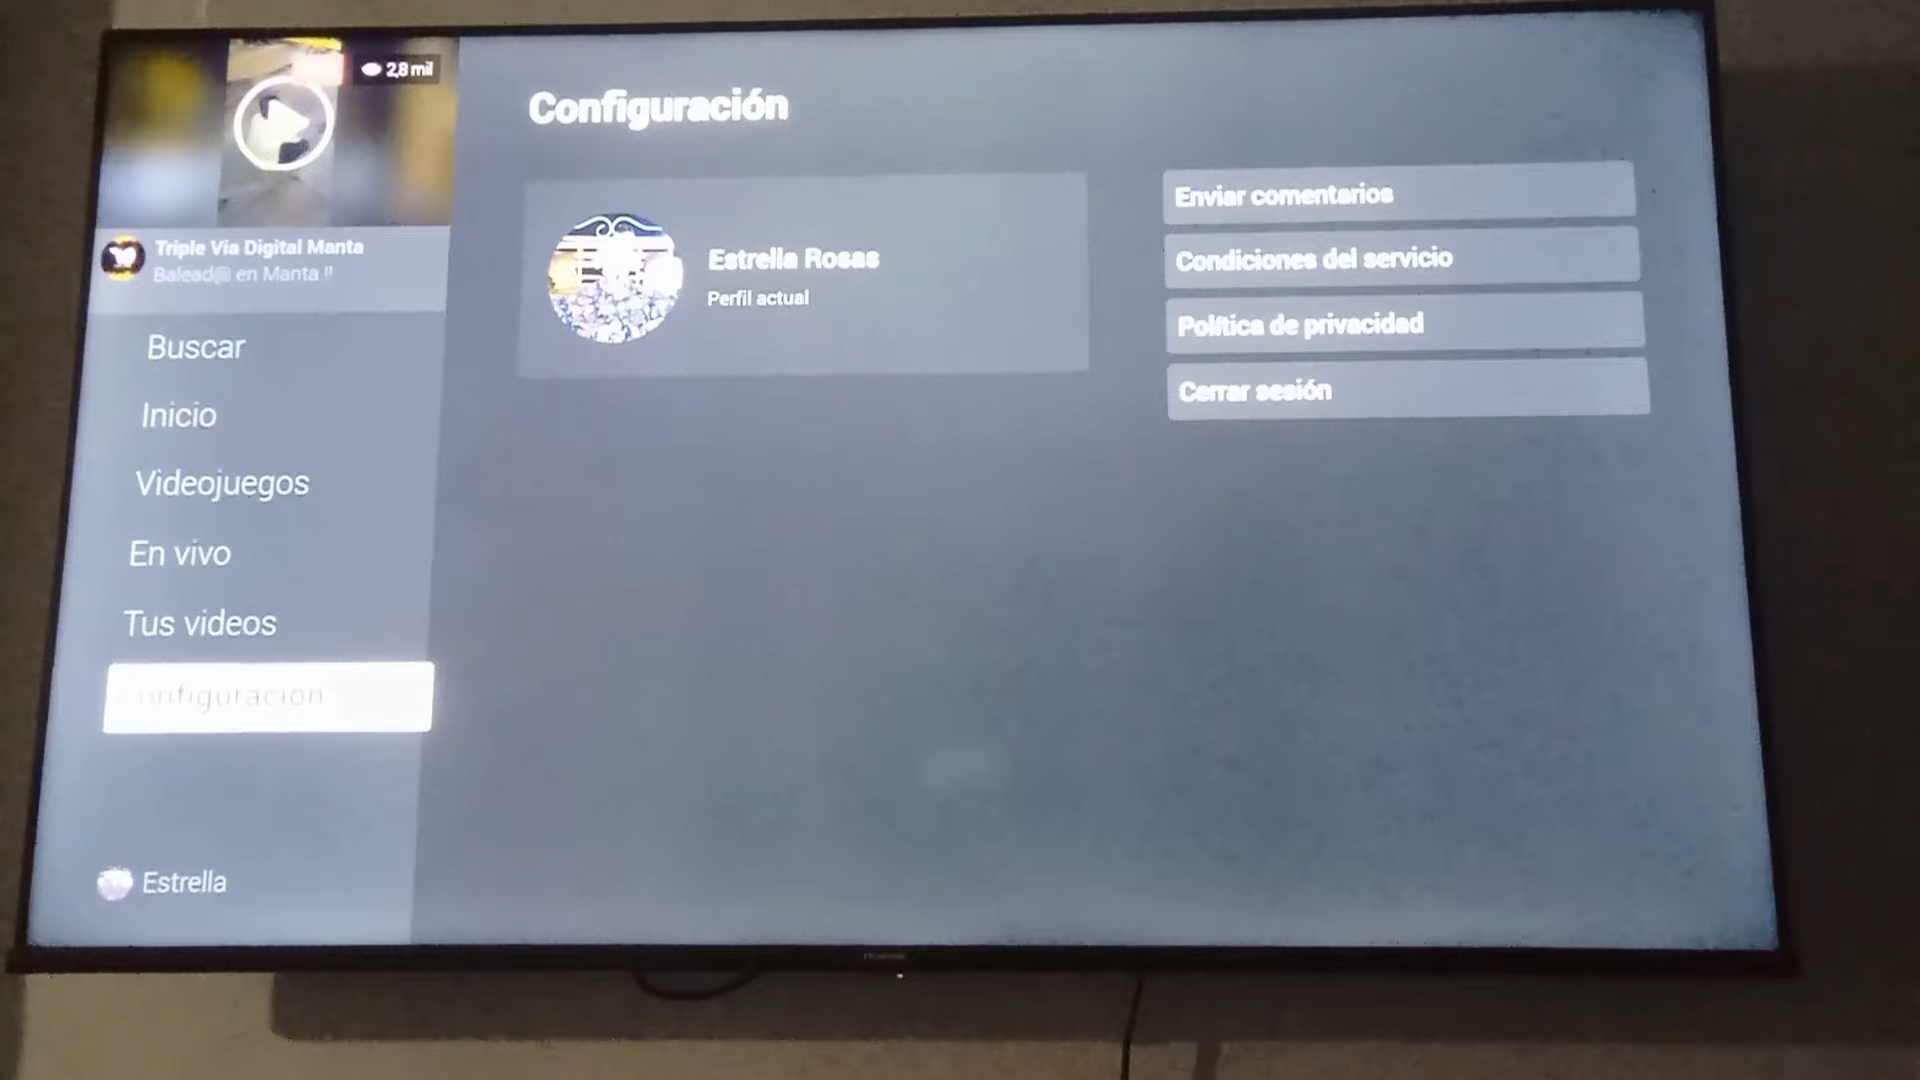 2,8 mil
Triple Via Digital Manta
Balead@ en Manta !!
Buscar
Inicio
Videojuegos
En vivo
Tus videos
Configuración
Estrella
Configuración
Estrella Rosas
Perfil actual
Enviar comentarios
Condiciones del servicio
Política de privacidad
Cerrar sesión